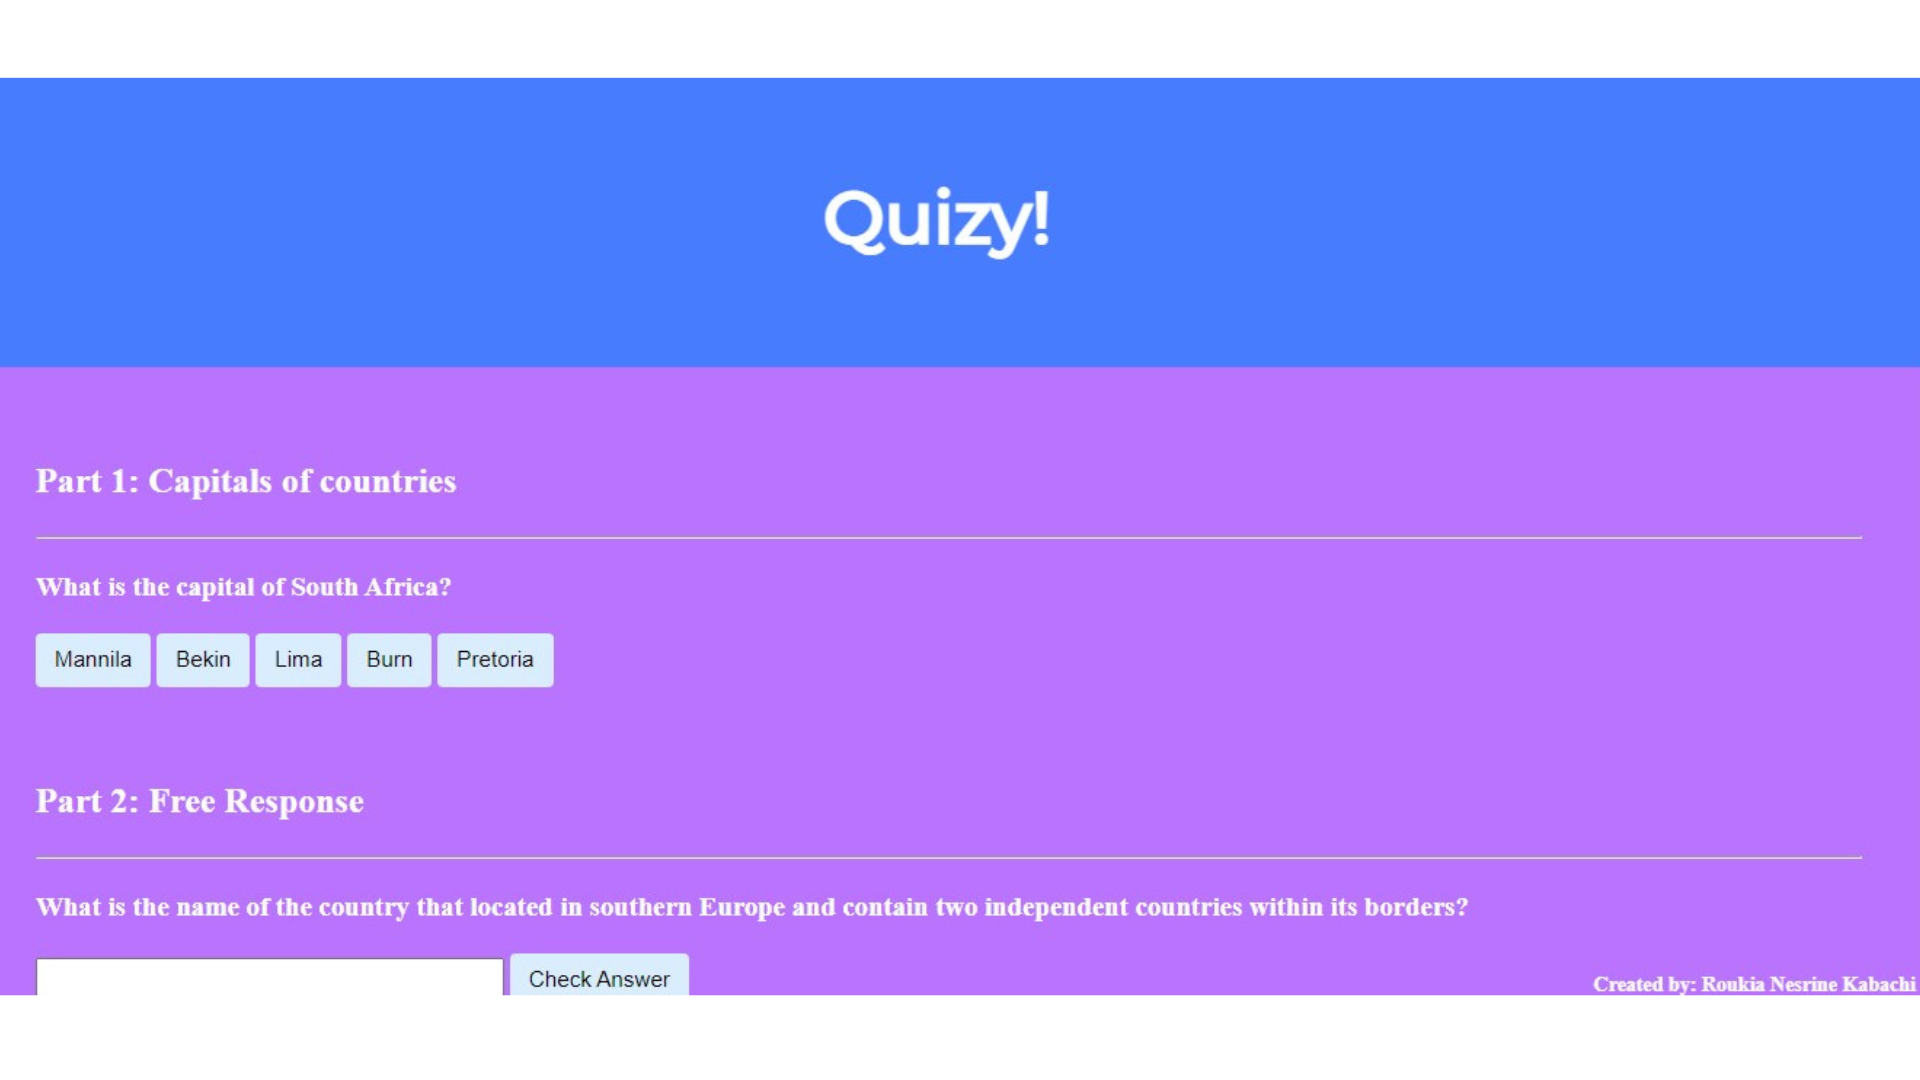 Quizy!
Part 1: Capitals of countries
What is the capital of South Africa?
Mannila Bekin Lima Burn Pretoria
Part 2: Free Response
What is the name of the country that located in southern Europe and contain two independent countries within its borders?
Check Answer
Created by: Roukia Nesrine Kabachi